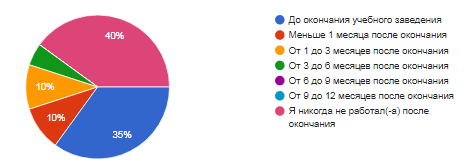 40%
10%
10%
35%
До окончания учебного заведения
Меньше 1 месяца после окончания
От 1 до 3 месяцев после окончания
От 3 до 6 месяцев после окончания
От 6 до 9 месяцев после окончания
От 9 до 12 месяцев после окончания
Я никогда не работал(-а) после
окончания